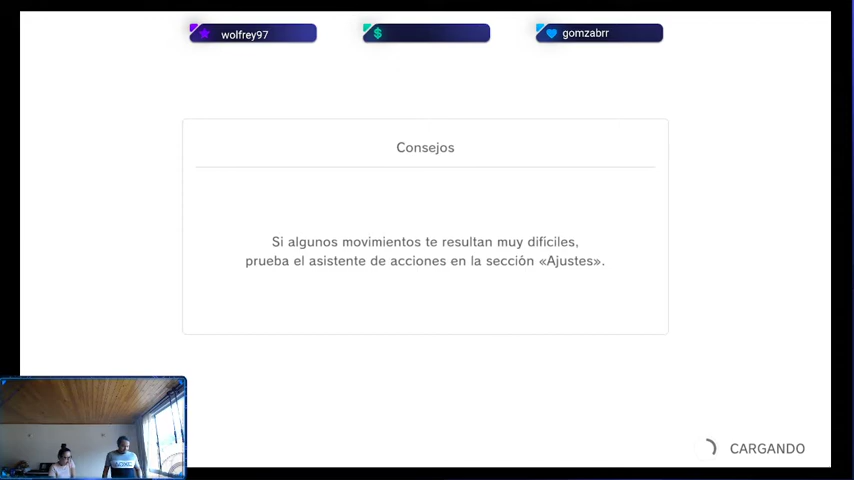 wolfrey97
$
gomzabrr
Consejos
Si algunos movimientos te resultan muy difíciles,
prueba el asistente de acciones en la sección «Ajustes».
CARGANDO